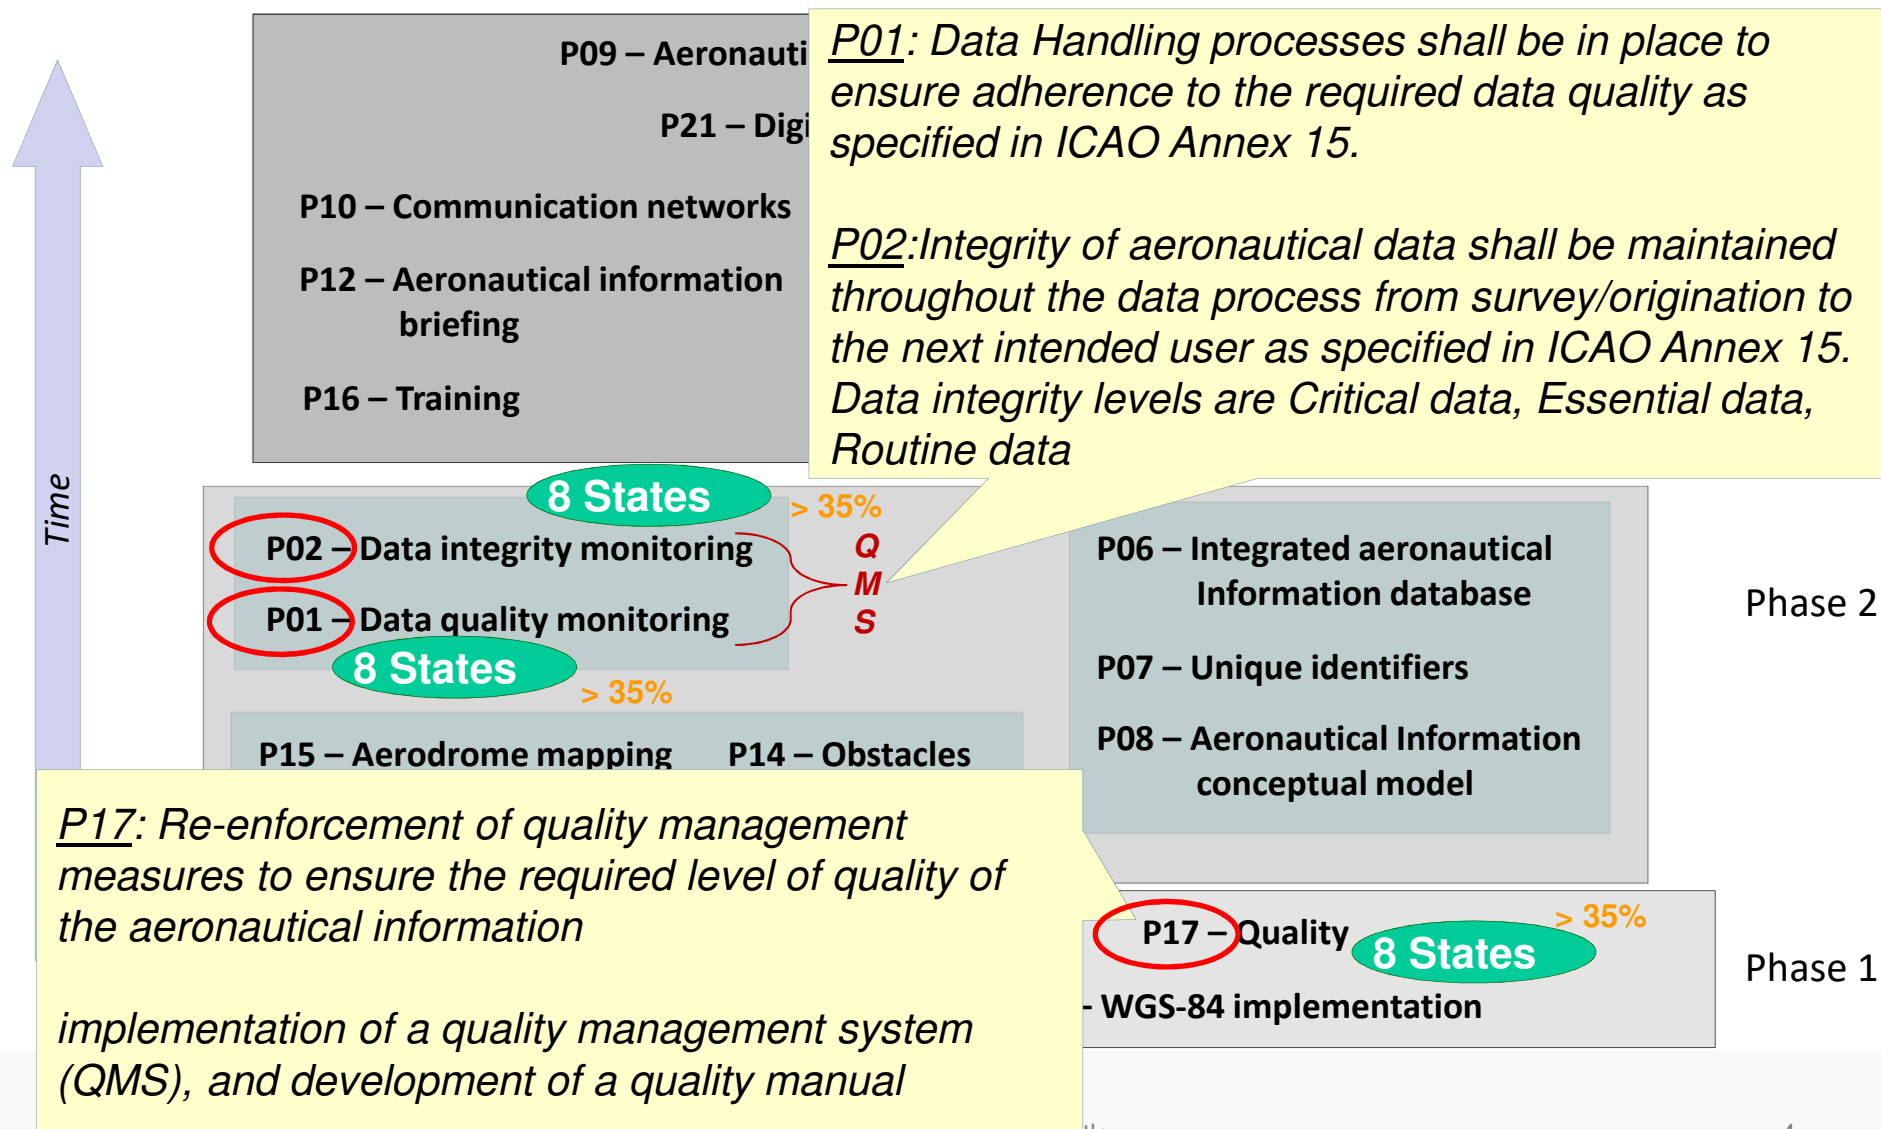 P09 – Aeronauti
P21 – Digi
P10 – Communication networks
P12 – Aeronautical information
briefing
P16 – Training
P01: Data Handling processes shall be in place to
ensure adherence to the required data quality as
specified in ICAO Annex 15.
P02:Integrity of aeronautical data shall be maintained
throughout the data process from survey/origination to
the next intended user as specified in ICAO Annex 15.
Data integrity levels are Critical data, Essential data,
Routine data
Time
8 States
> 35%
P02 – Data integrity monitoring
P01 – Data quality monitoring
Q
M
S
8 States
> 35%
P15 – Aerodrome mapping
P14 – Obstacles
P06 – Integrated aeronautical
Information database
P07 – Unique identifiers
P08 – Aeronautical Information
conceptual model
Phase 2
P17: Re-enforcement of quality management
measures to ensure the required level of quality of
the aeronautical information
implementation of a quality management system
(QMS), and development of a quality manual
P17 – Quality
8 States
> 35%
- WGS-84 implementation
Phase 1